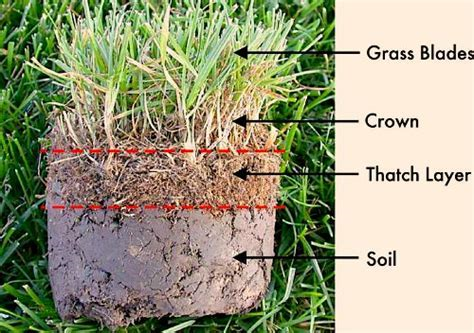 Grass Blades
Crown
Thatch Layer
Soil